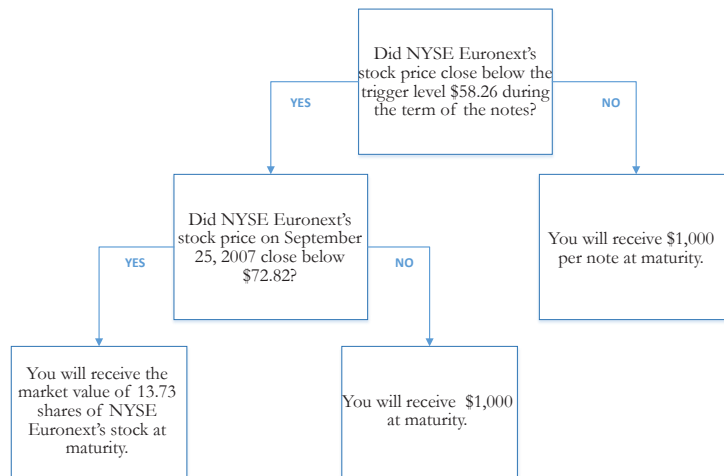 Did NYSE Euronext's
stock price close below the
trigger level $58.26 during
the term of the notes?
YES
NO
Did NYSE Euronext's
stock price on September
25, 2007 close below
$72.82?
You will receive $1,000
per note at maturity.
YES
NO
You will receive the
market value of 13.73
shares of NYSE
Euronext's stock at
maturity.
You will receive $1,000
at maturity.